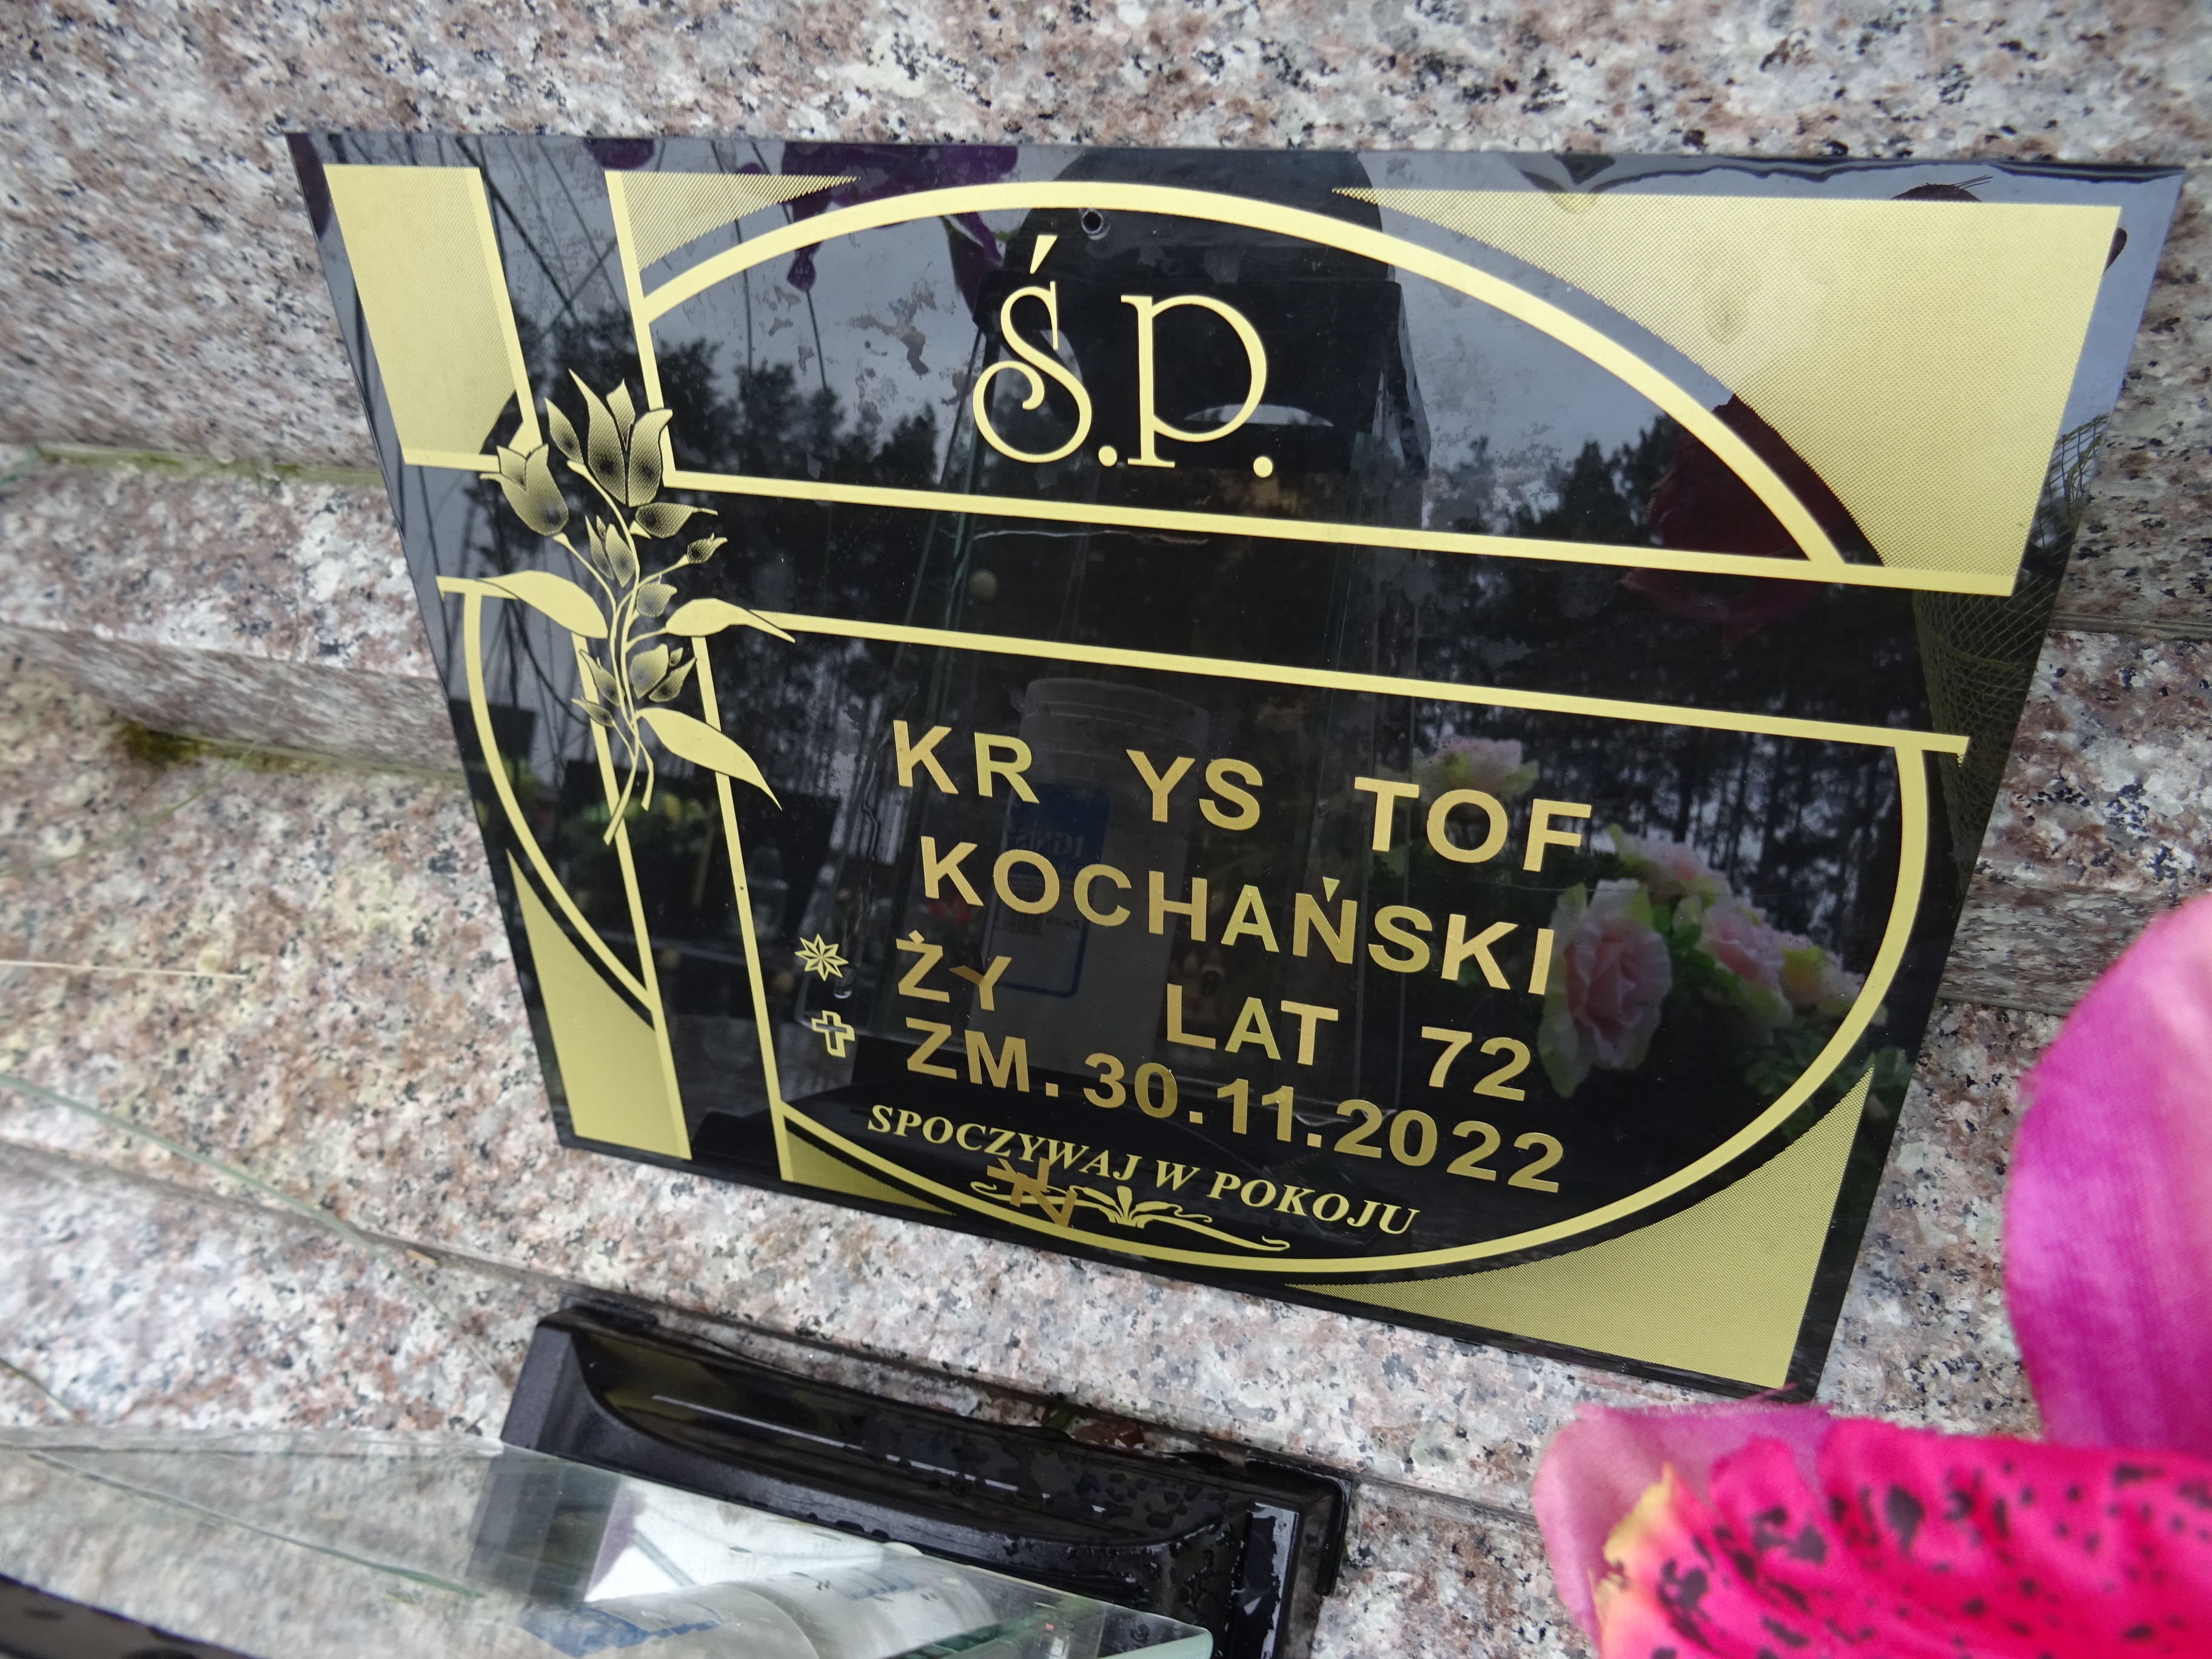 Ś.P.
KR YS TOF
KOCHAŃSKI
ŻY LAT 72
ZM. 30.11.2022
SPOCZYWAJ W POKOJU